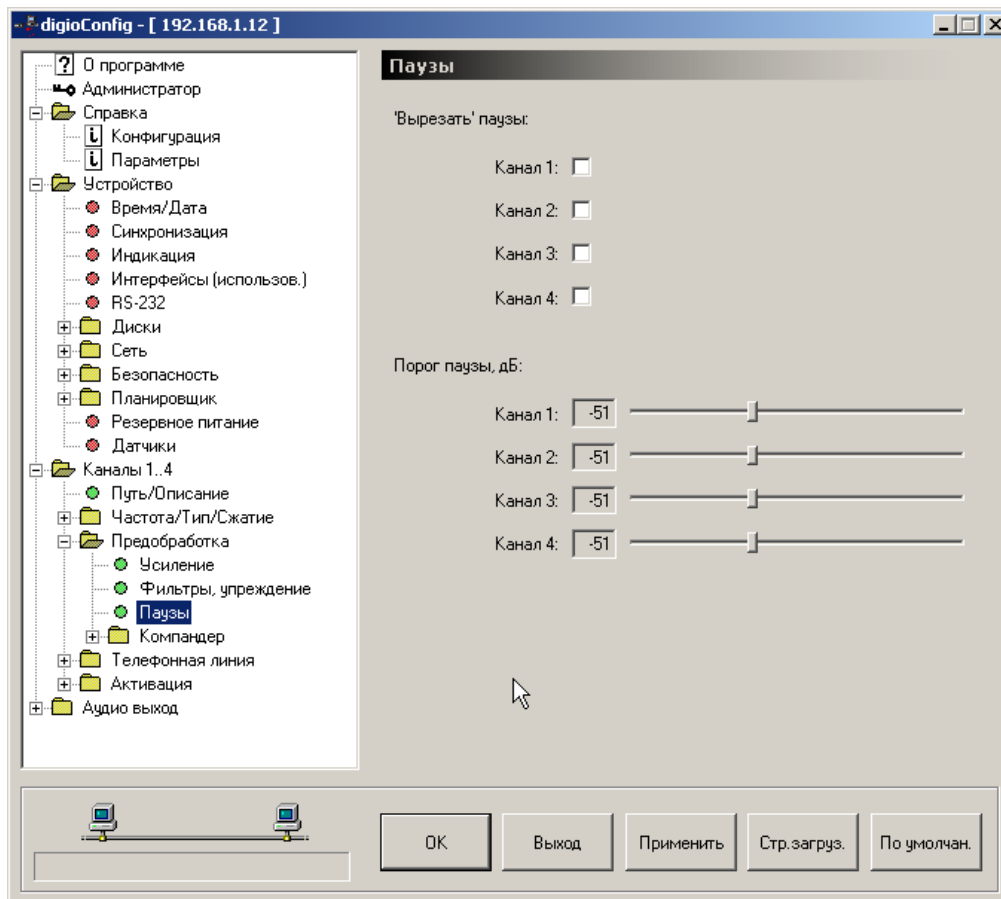 digioConfig - [ 192.168.1.12 ]
О программе
Администратор
Справка
Конфигурация
Параметры
Устройство
Время/Дата
Синхронизация
Индикация
Интерфейсы (использов.)
RS-232
Диски
Сеть
Безопасность
Планировщик
Резервное питание
Датчики
Каналы 1..4
Путь/Описание
Частота/Тип/Сжатие
Предобработка
Усиление
Фильтры, упреждение
Паузы
Компандер
Телефонная линия
Активация
Аудио выход
Паузы
'Вырезать' паузы:
Канал 1:
Канал 2:
Канал 3:
Канал 4:
Порог паузы, дБ:
Канал 1: -51
Канал 2: -51
Канал 3: -51
Канал 4: -51
OK Выход Применить Стр.загруз. По умолчан.